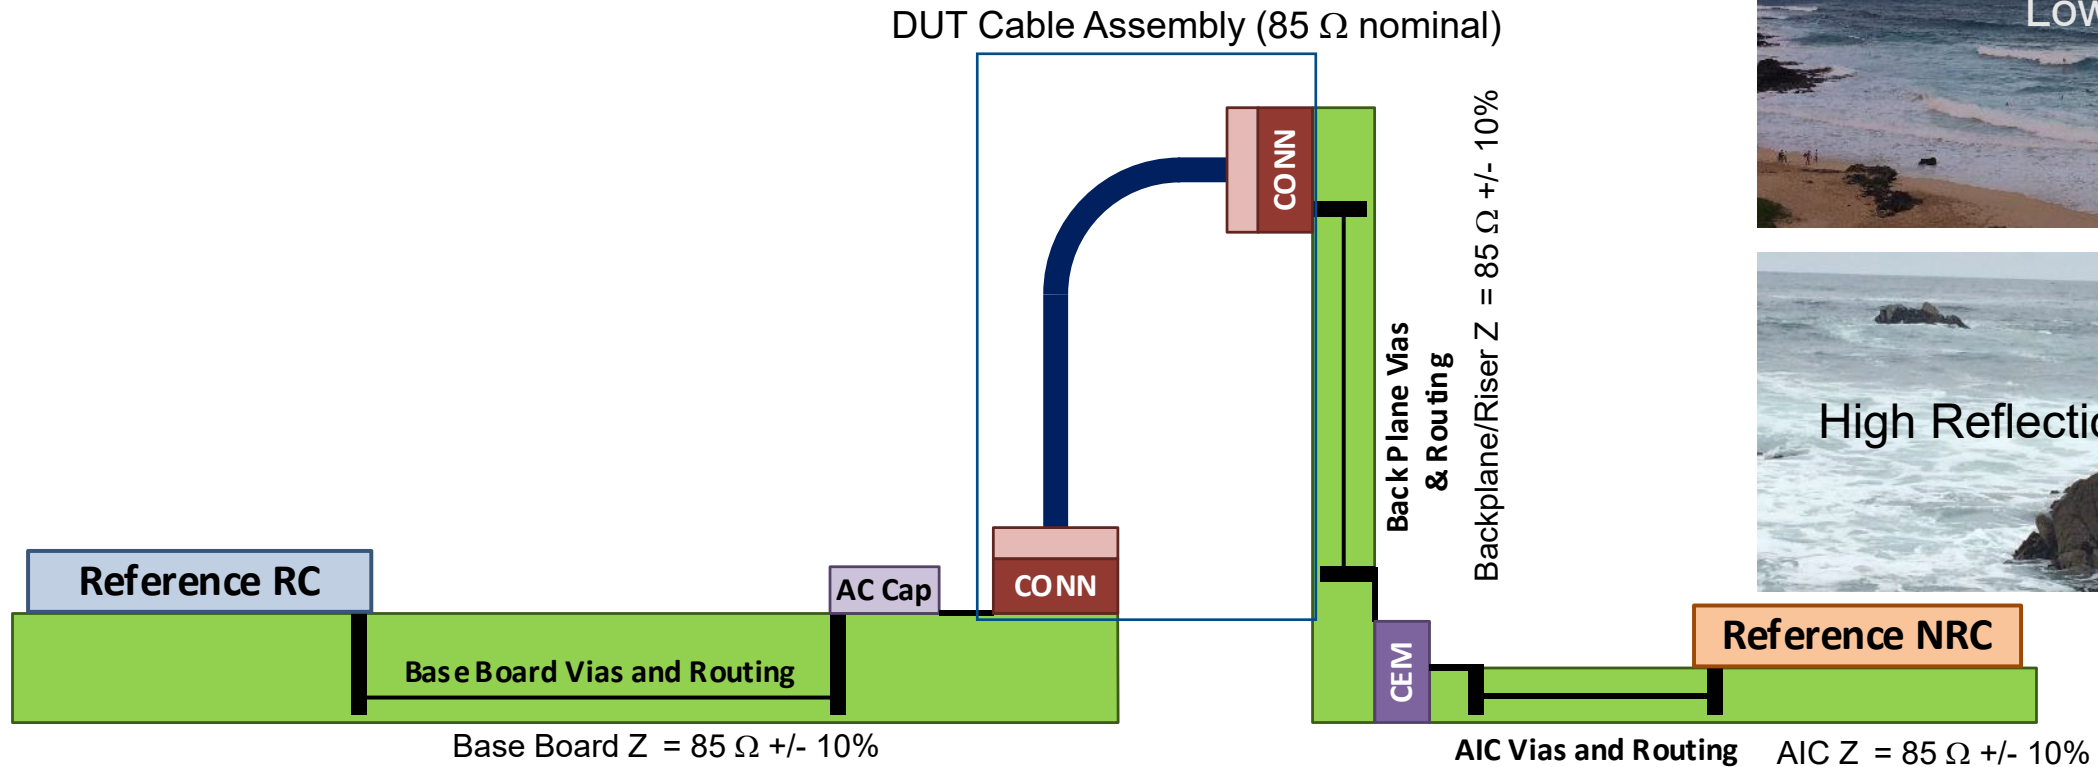 DUT Cable Assembly (85 Ω nominal)
CONN
Back Plane Vias
& Routing
Backplane/Riser Z = 85 Ω +/- 10%
High
Reference RC
AC Cap
CONN
Base Board Vias and Routing
Base Board Z = 85 Ω +/- 10%
CEM
Reference NRC
AIC Vias and Routing
AIC Z = 85 Ω +/- 10%